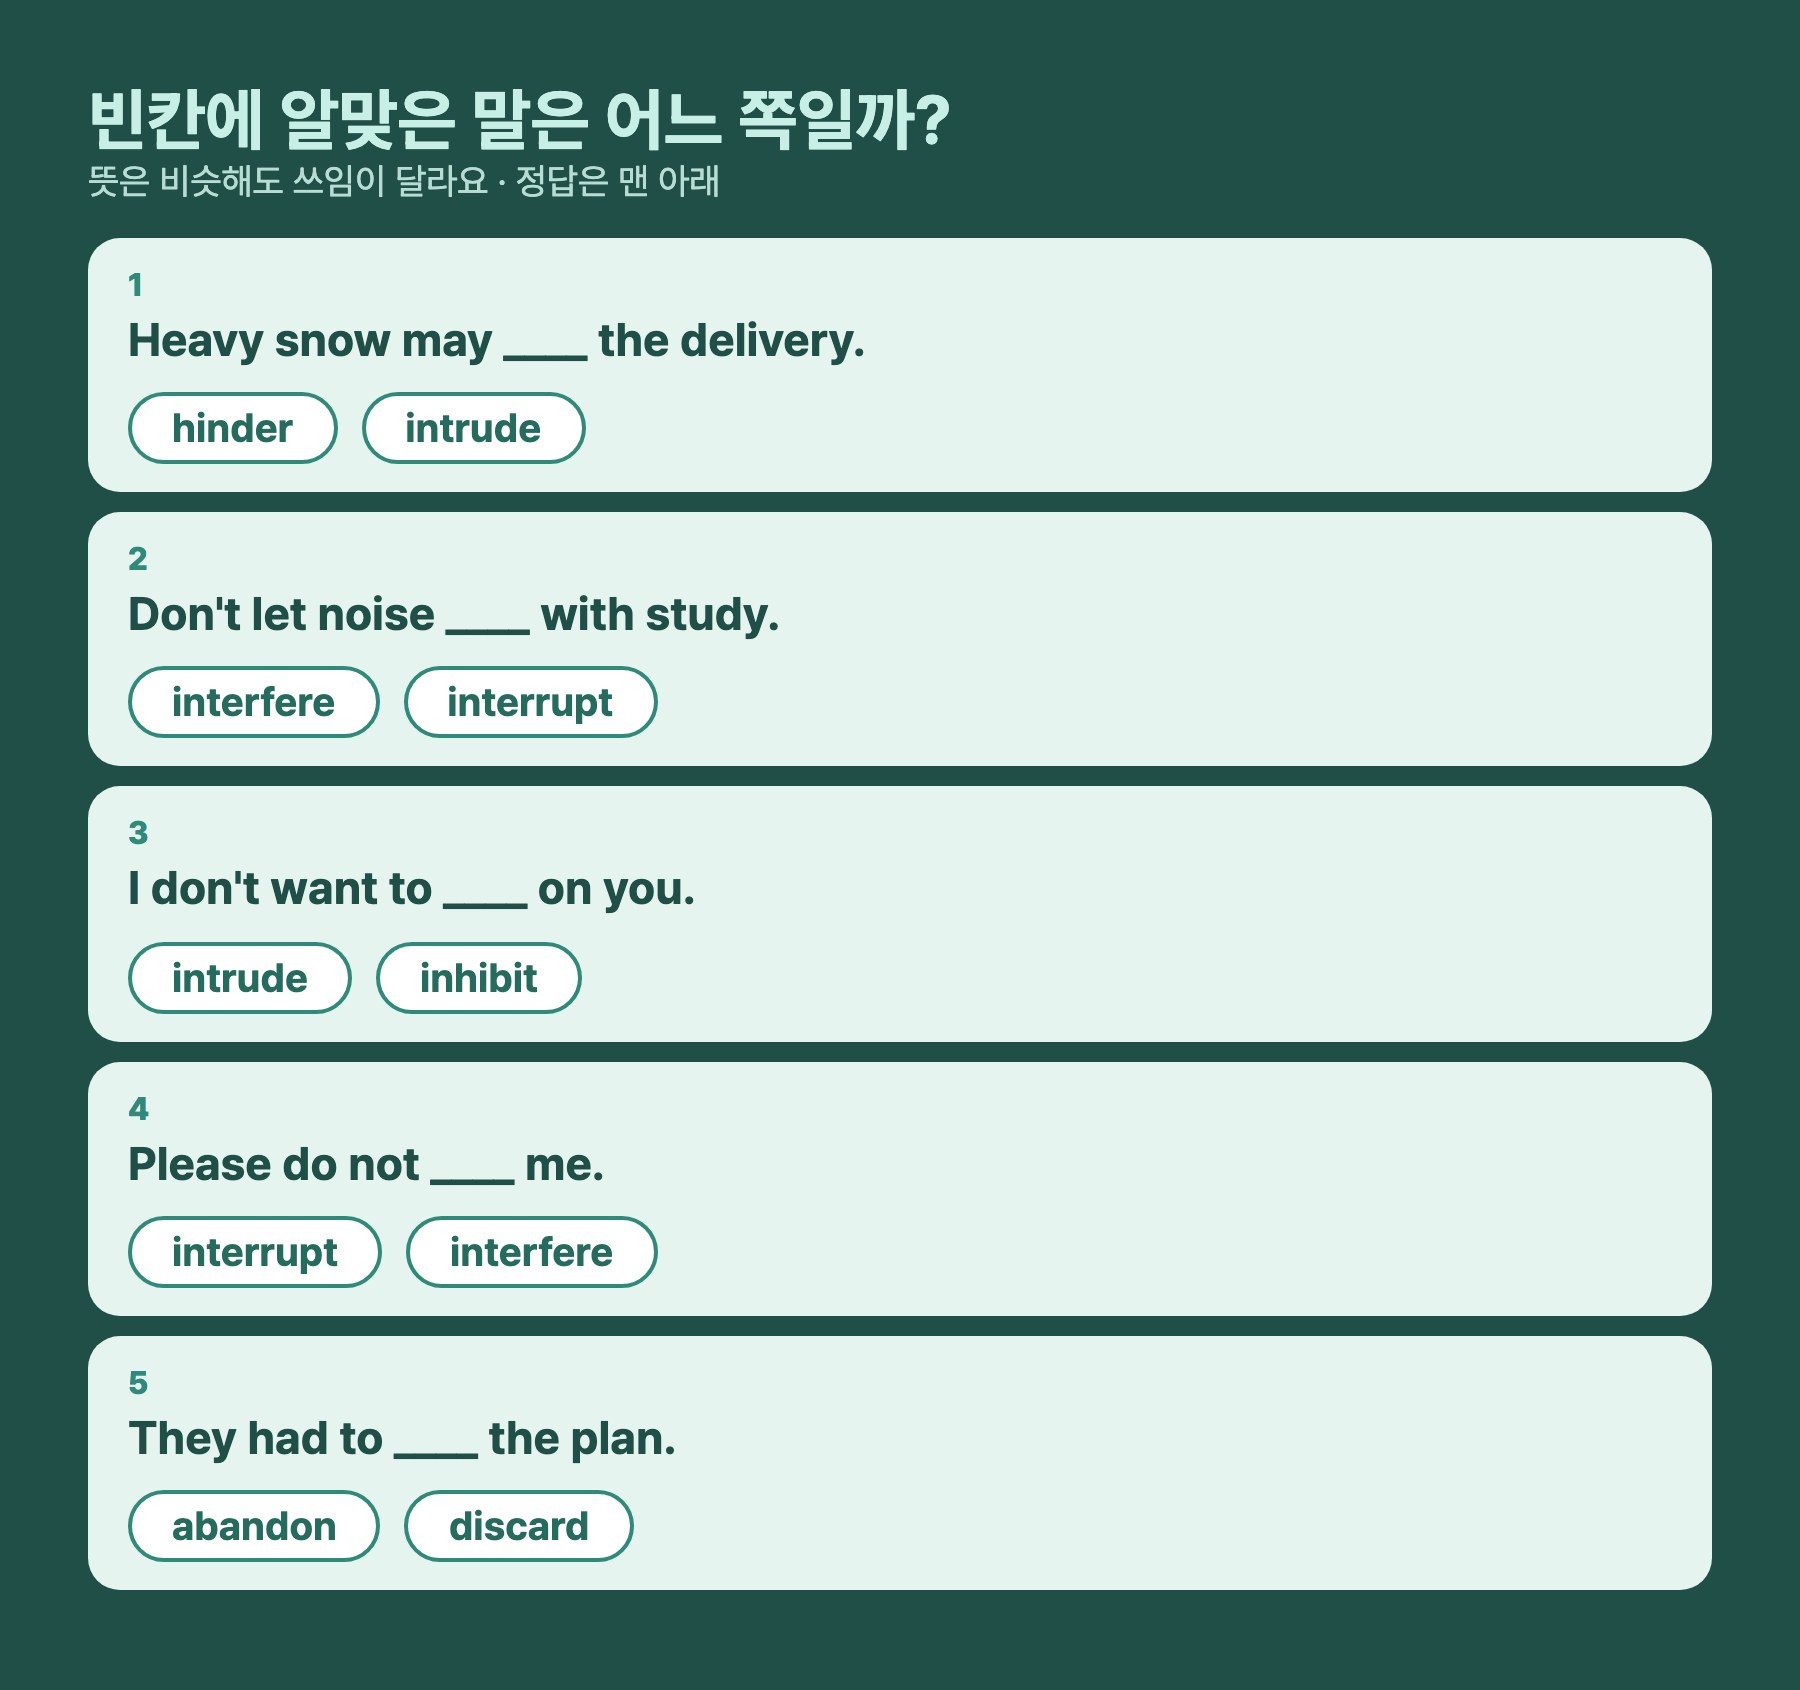 빈칸에 알맞은 말은 어느 쪽일까?
뜻은 비슷해도 쓰임이 달라요 · 정답은 맨 아래
1
Heavy snow may ____ the delivery.
hinder intrude
2
Don't let noise ____ with study.
interfere interrupt
3
I don't want to ____ on you.
intrude inhibit
4
Please do not ____ me.
interrupt interfere
5
They had to ____ the plan.
abandon discard